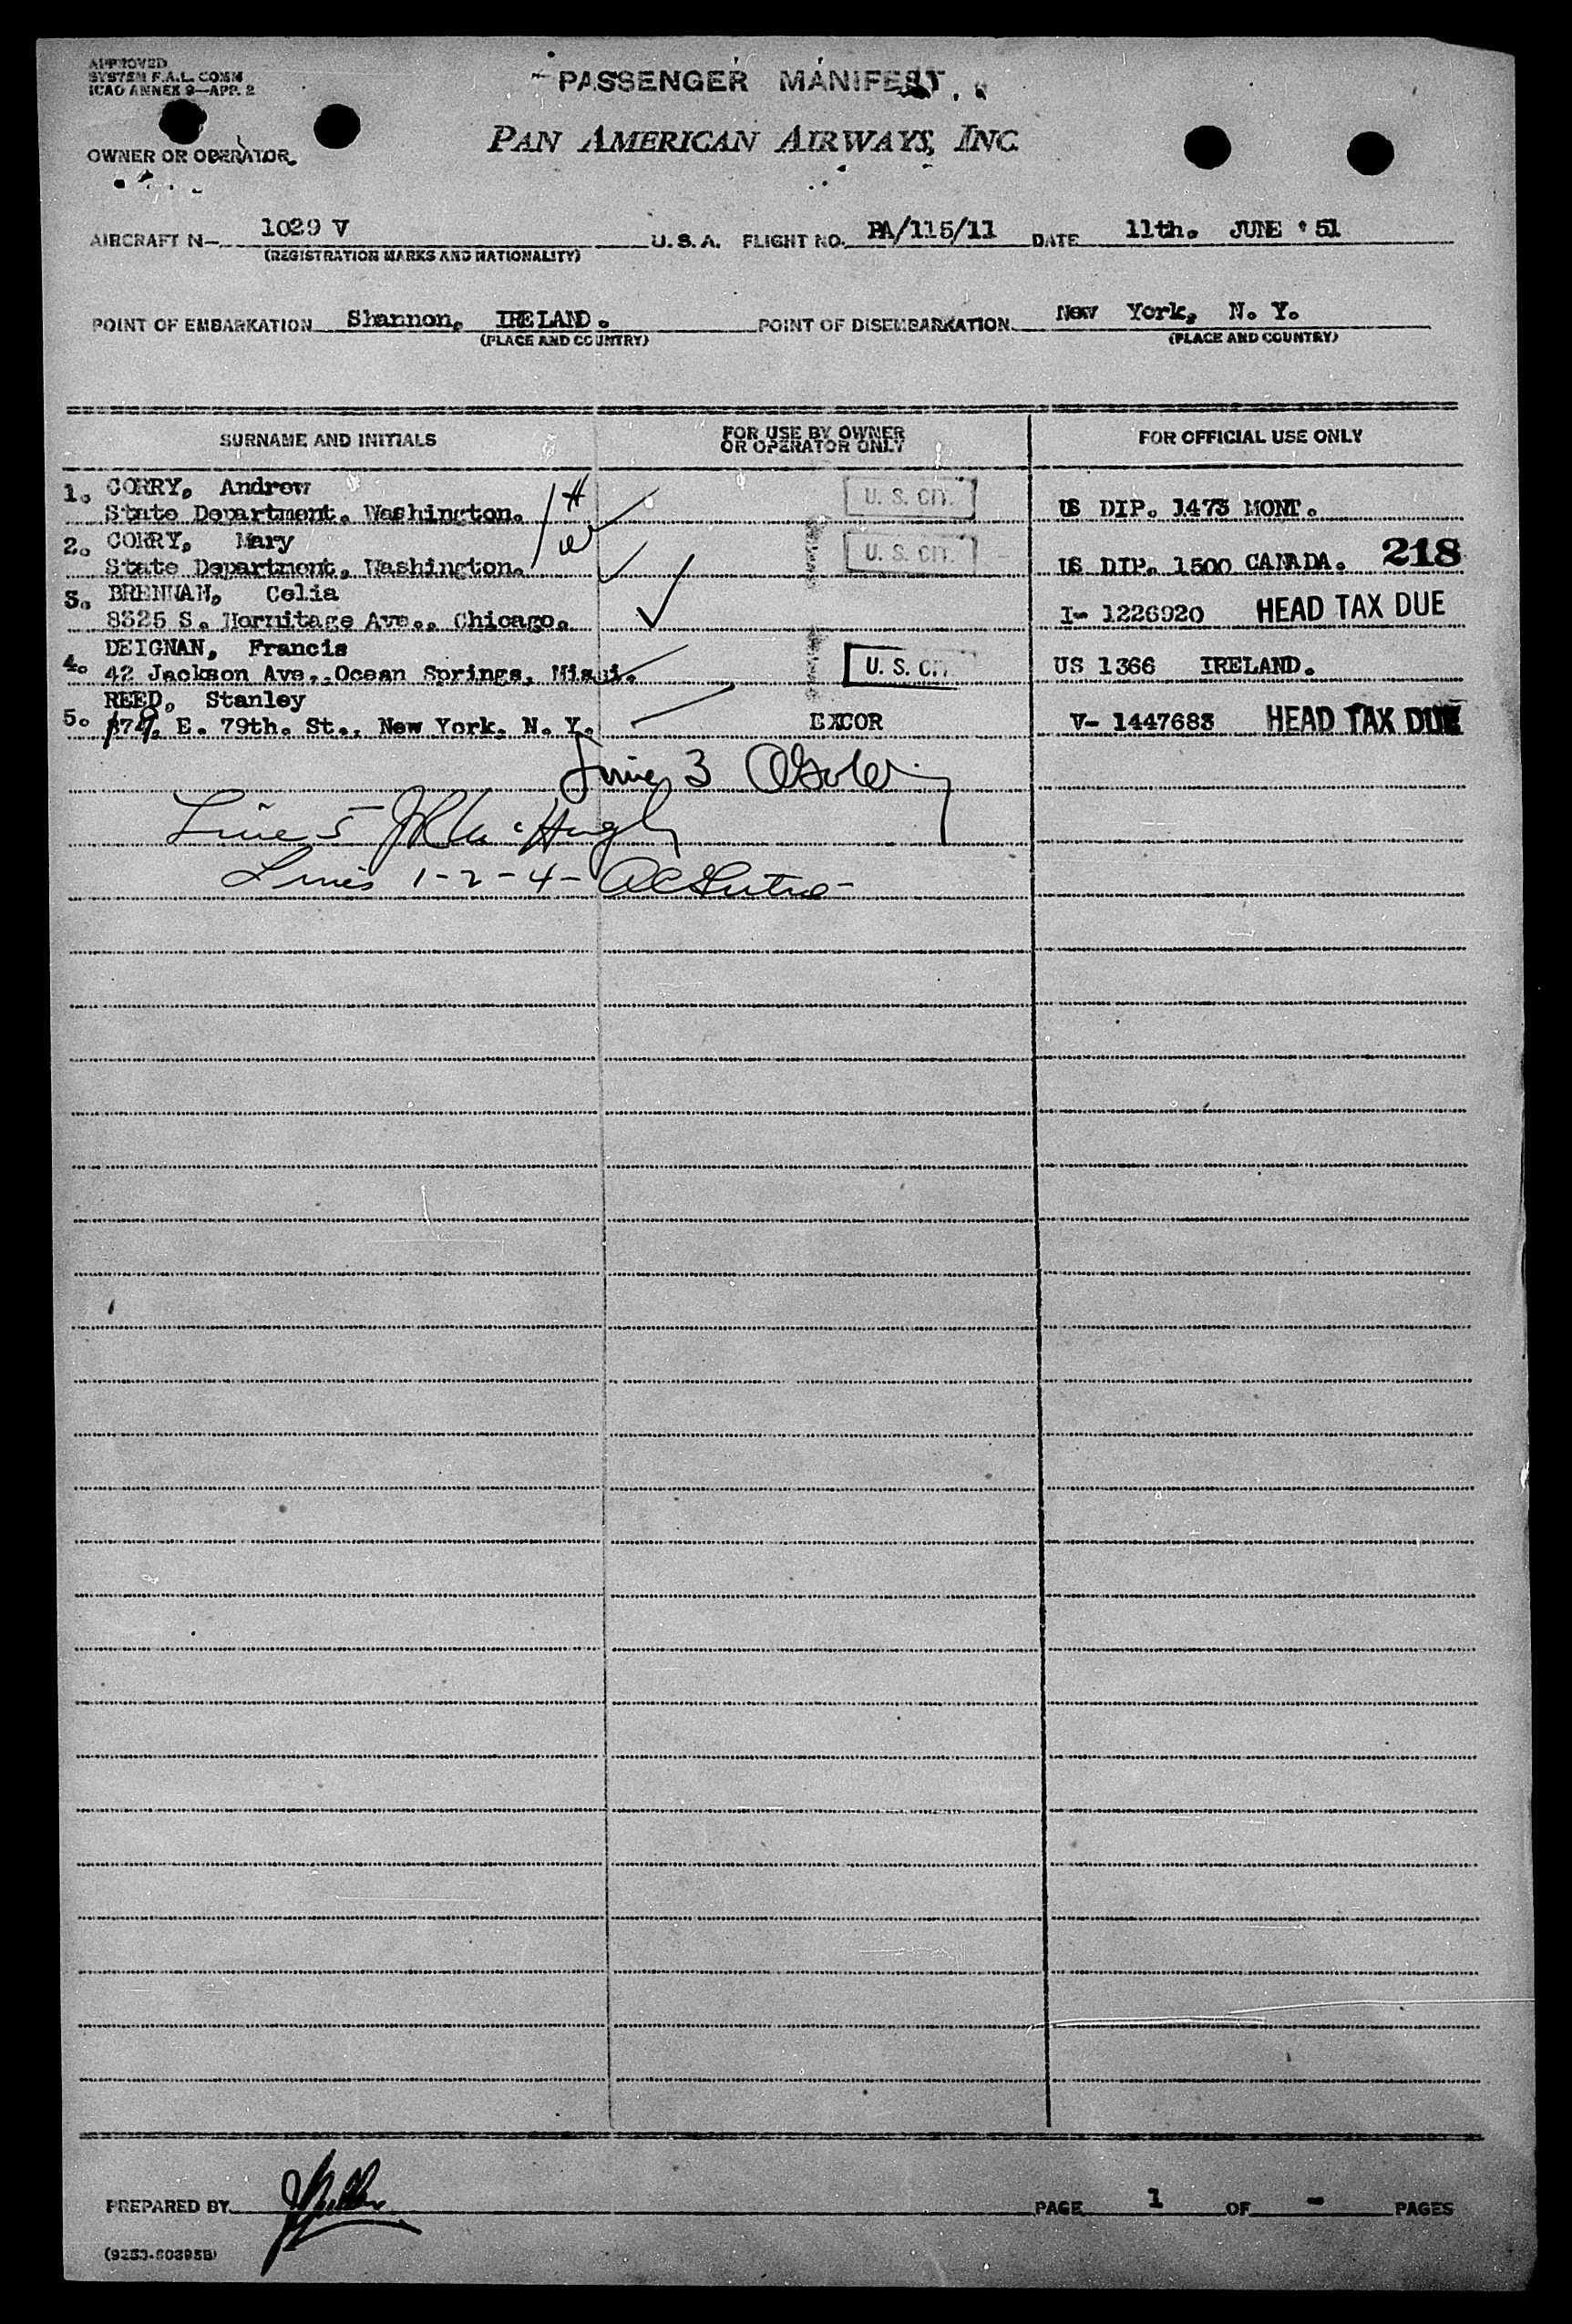 APPROVED
SYSTEM F.A.L. COMM
ICAO ANNEX 9—APP. 2
PASSENGER MANIFEST
PAN AMERICAN AIRWAYS, INC.
OWNER OR OPERATOR
AIRCRAFT N— 1029 V U.S.A. FLIGHT NO. PA/115/11 DATE 11th. JUNE '51
(REGISTRATION MARKS AND NATIONALITY)
POINT OF EMBARKATION Shannon, IRELAND. POINT OF DISEMBARKATION New York, N. Y.
(PLACE AND COUNTRY) (PLACE AND COUNTRY)
SURNAME AND INITIALS FOR USE BY OWNER OR OPERATOR ONLY FOR OFFICIAL USE ONLY
1. CORRY, Andrew H U. S. CIT.
State Department. Washington. US DIP. 1473 MONT.
2. CORRY, Mary W U. S. CIT.
State Department, Washington. US DIP. 1500 CANADA. 218
3. BRENNAN, Celia
8325 S. Hermitage Ave., Chicago. I- 1226920 HEAD TAX DUE
4. DEIGNAN, Francis
42 Jackson Ave., Ocean Springs, U. S. CIT. US 1366 IRELAND.
5. REED, Stanley
E. 79th. St., New York. N. Y. EXCOR V- 1447683 HEAD TAX DUE
Line 3
Line 5 McHugh
Lines 1-2-4-
PREPARED BY PAGE 1 OF - PAGES